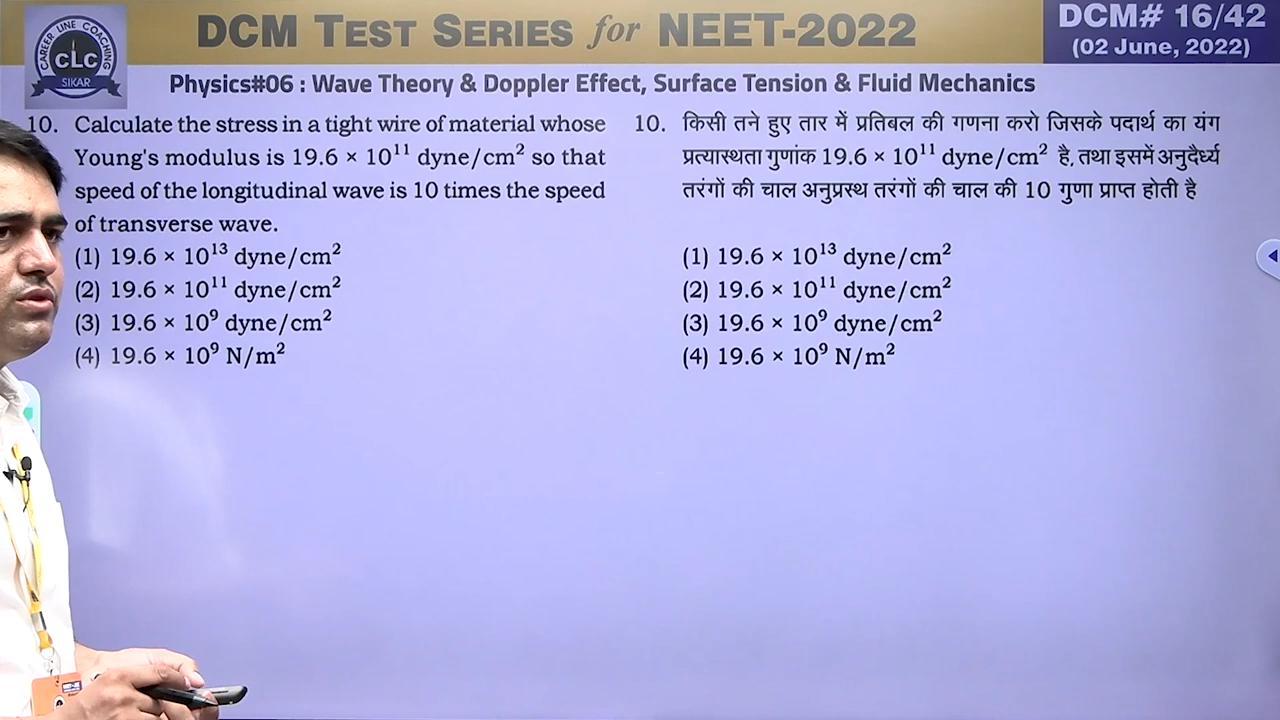 DCM TEST SERIES for NEET-2022
DCM# 16/42
(02 June, 2022)
CAREER LINE COACHING
CLC
SIKAR
Physics#06 : Wave Theory & Doppler Effect, Surface Tension & Fluid Mechanics
10. Calculate the stress in a tight wire of material whose
Young's modulus is 19.6 × 10¹¹ dyne/cm² so that
speed of the longitudinal wave is 10 times the speed
of transverse wave.
(1) 19.6 × 10¹³ dyne/cm²
(2) 19.6 × 10¹¹ dyne/cm²
(3) 19.6 × 10⁹ dyne/cm²
(4) 19.6 × 10⁹ N/m²
10. किसी तने हुए तार में प्रतिबल की गणना करो जिसके पदार्थ का यंग
प्रत्यास्थता गुणांक 19.6 × 10¹¹ dyne/cm² है, तथा इसमें अनुदैर्ध्य
तरंगों की चाल अनुप्रस्थ तरंगों की चाल की 10 गुणा प्राप्त होती है
(1) 19.6 × 10¹³ dyne/cm²
(2) 19.6 × 10¹¹ dyne/cm²
(3) 19.6 × 10⁹ dyne/cm²
(4) 19.6 × 10⁹ N/m²